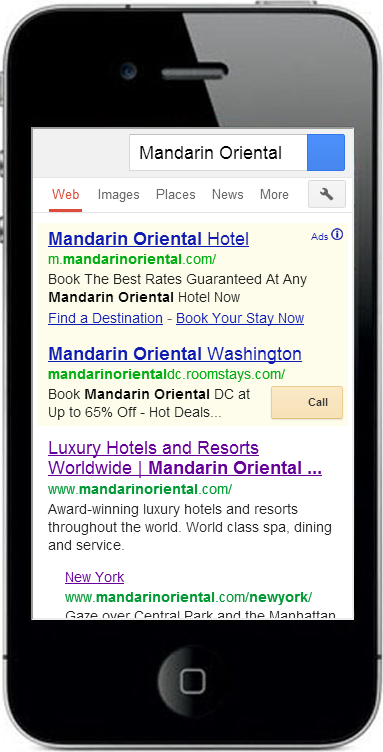 Mandarin Oriental
Web Images Places News More
Mandarin Oriental Hotel
Ads
m.mandarinoriental.com/
Book The Best Rates Guaranteed At Any
Mandarin Oriental Hotel Now
Find a Destination - Book Your Stay Now
Mandarin Oriental Washington
mandarinorientaldc.roomstays.com/
Book Mandarin Oriental DC at
Up to 65% Off - Hot Deals...
Call
Luxury Hotels and Resorts
Worldwide | Mandarin Oriental ...
www.mandarinoriental.com/
Award-winning luxury hotels and resorts
throughout the world. World class spa, dining
and service.
New York
www.mandarinoriental.com/newyork/
Gaze over Central Park and the Manhattan